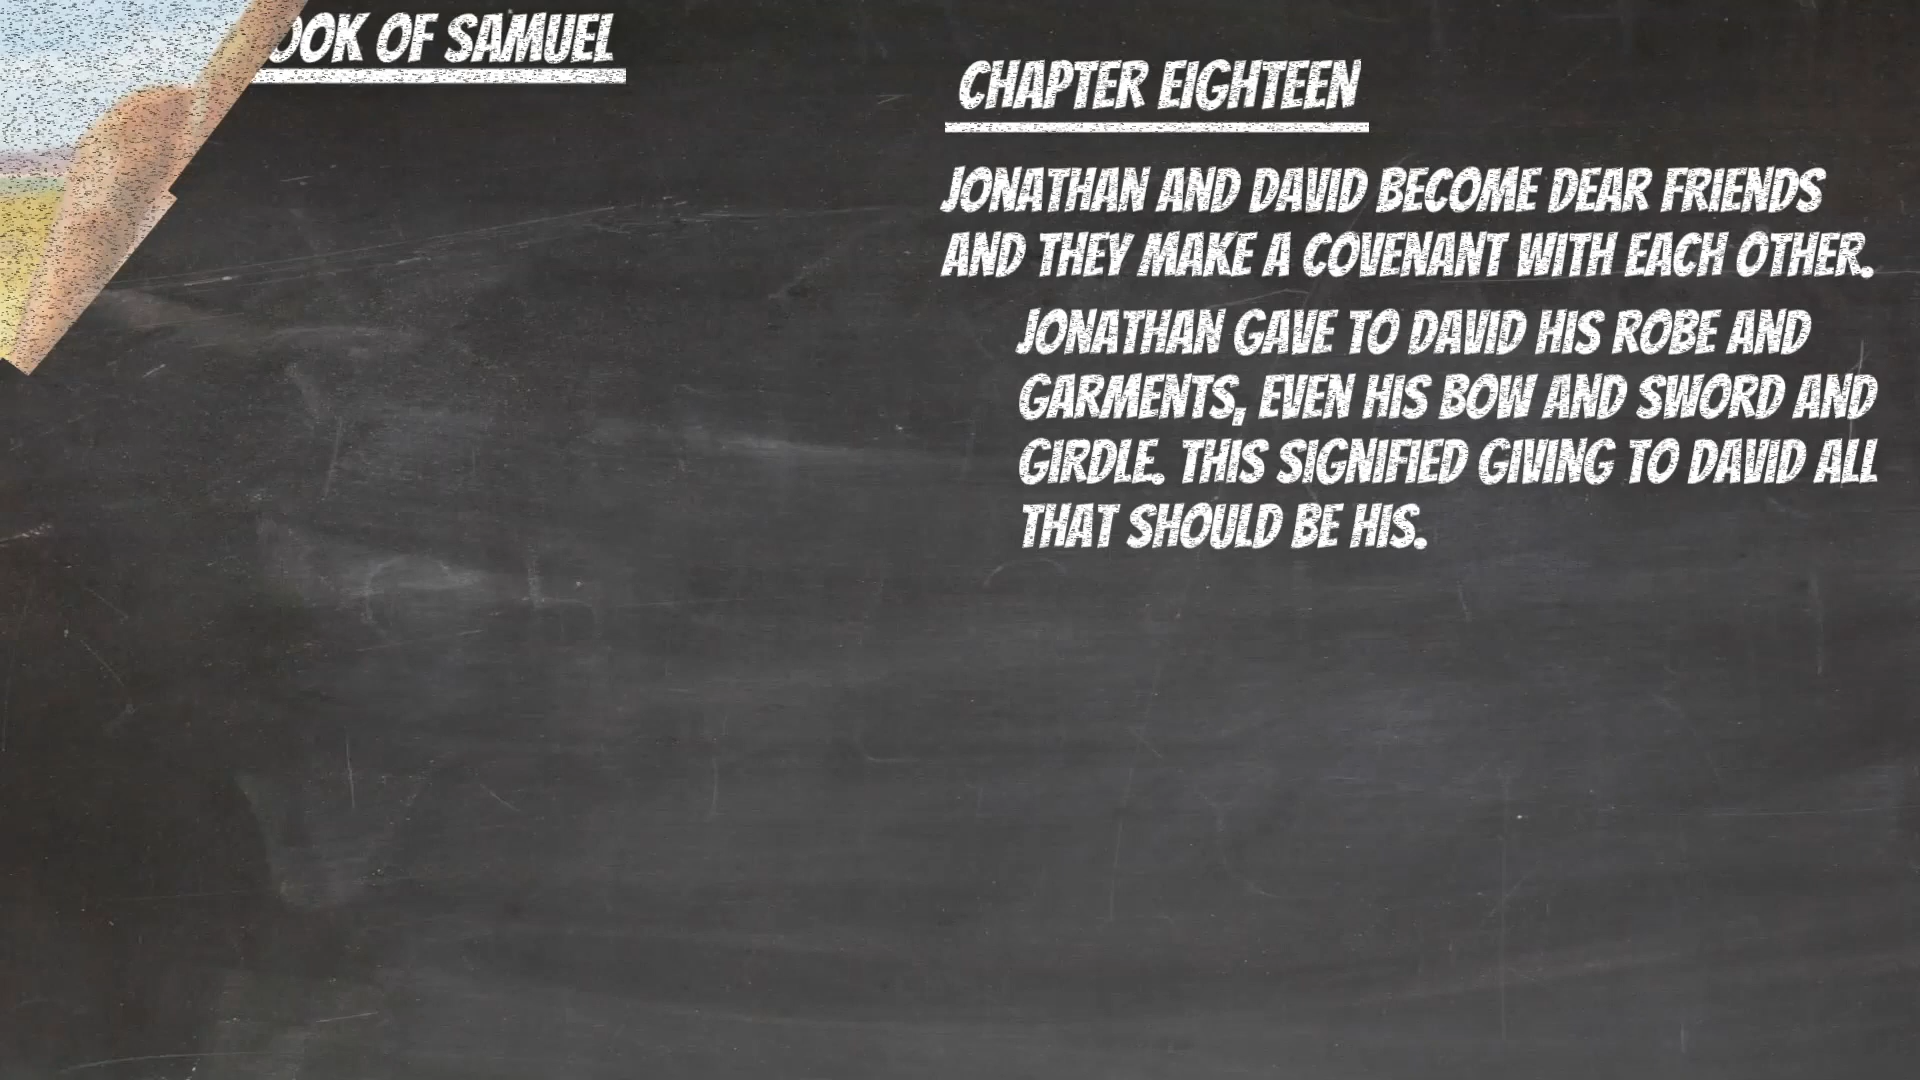 OOK OF SAMUEL
CHAPTER EIGHTEEN
JONATHAN AND DAVID BECOME DEAR FRIENDS
AND THEY MAKE A COVENANT WITH EACH OTHER.
JONATHAN GAVE TO DAVID HIS ROBE AND
GARMENTS, EVEN HIS BOW AND SWORD AND
GIRDLE. THIS SIGNIFIED GIVING TO DAVID ALL
THAT SHOULD BE HIS.